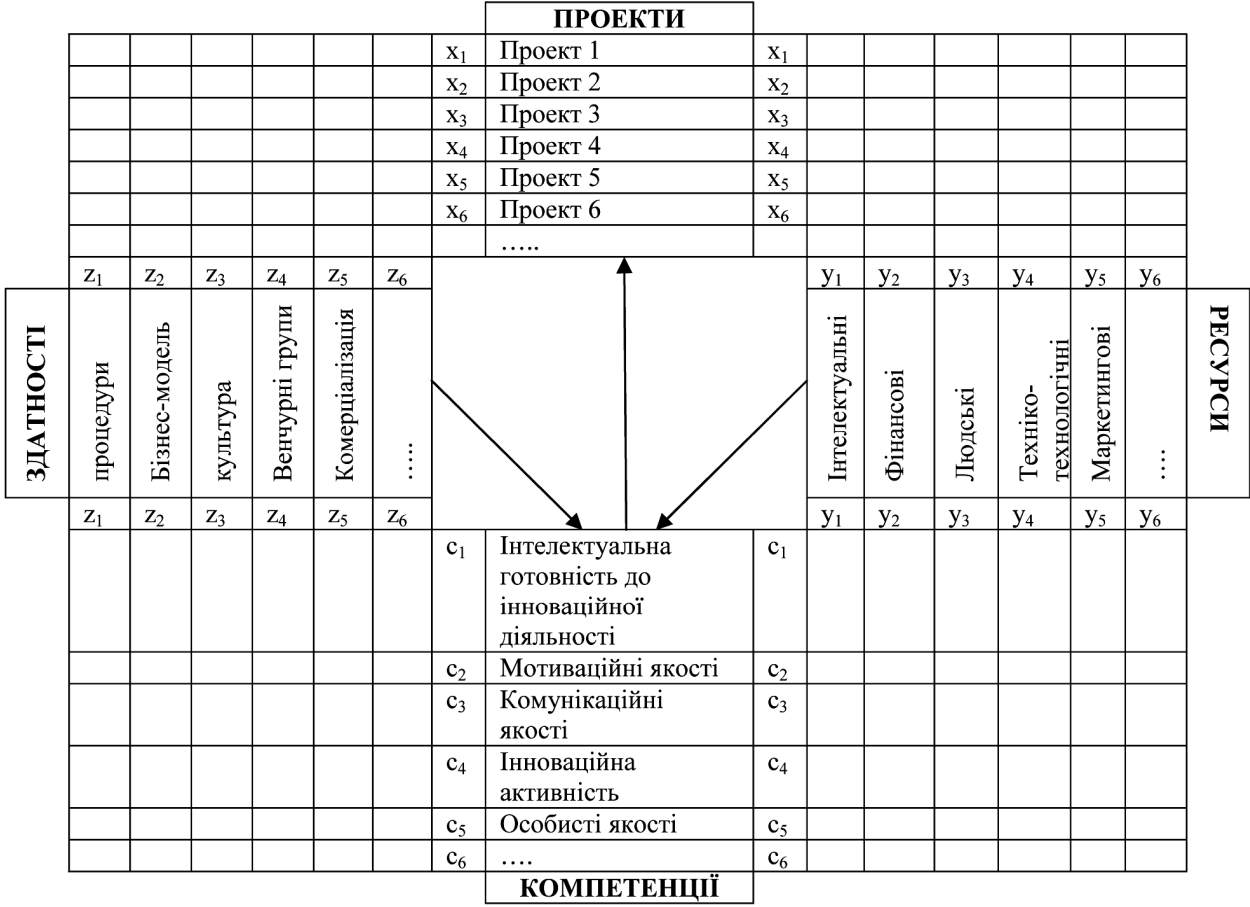 ПРОЕКТИ
x₁ Проект 1 x₁
x₂ Проект 2 x₂
x₃ Проект 3 x₃
x₄ Проект 4 x₄
x₅ Проект 5 x₅
x₆ Проект 6 x₆
…..
z₁ z₂ z₃ z₄ z₅ z₆ y₁ y₂ y₃ y₄ y₅ y₆
ЗДАТНОСТІ
процедури
Бізнес-модель
культура
Венчурні групи
Комерціалізація
…..
Інтелектуальні
Фінансові
Людські
Техніко-
технологічні
Маркетингові
….
РЕСУРСИ
z₁ z₂ z₃ z₄ z₅ z₆ y₁ y₂ y₃ y₄ y₅ y₆
c₁ Інтелектуальна c₁
готовність до
інноваційної
діяльності
c₂ Мотиваційні якості c₂
c₃ Комунікаційні c₃
якості
c₄ Інноваційна c₄
активність
c₅ Особисті якості c₅
c₆ …. c₆
КОМПЕТЕНЦІЇ